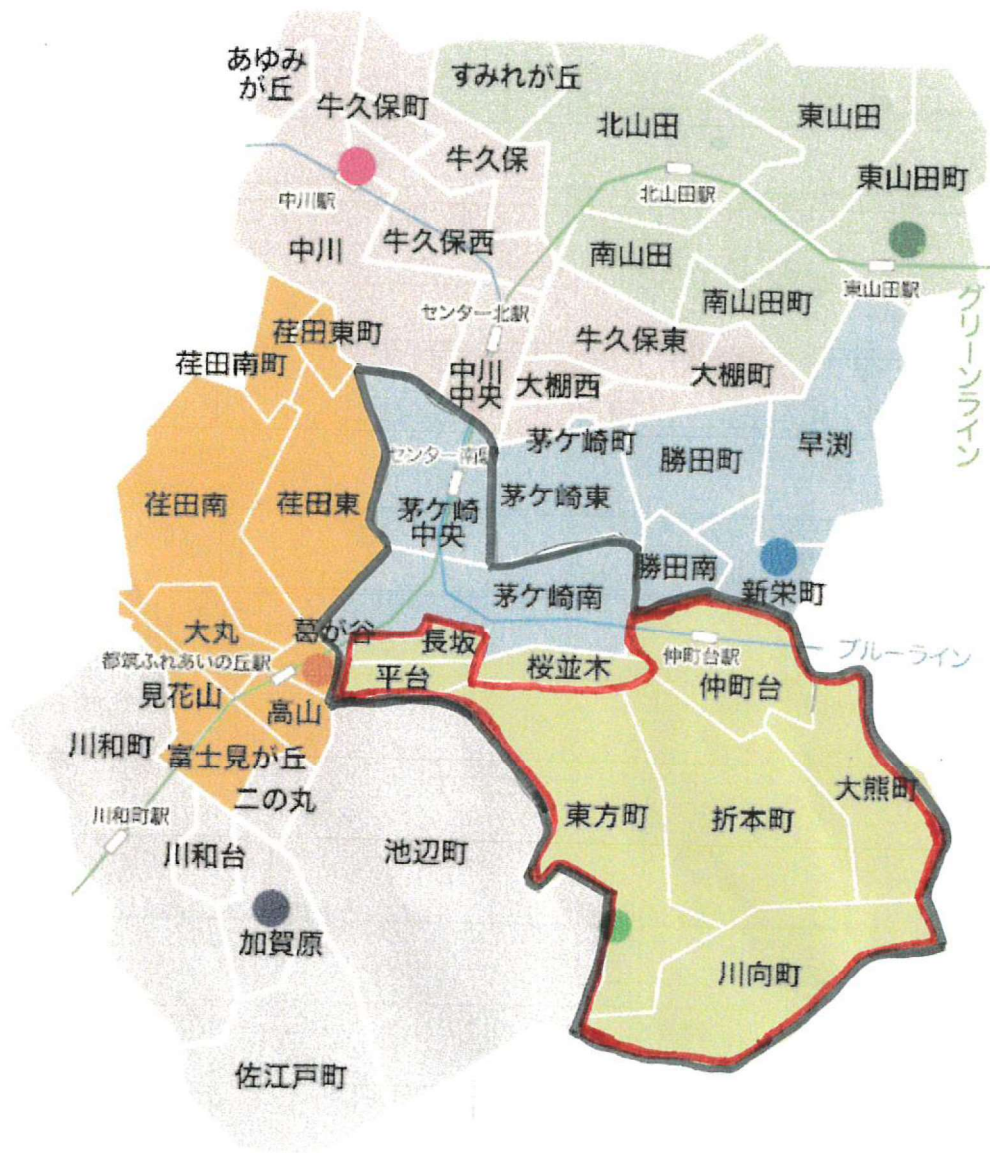 あゆみ
が丘
すみれが丘
牛久保町
北山田
東山田
牛久保
東山田町
中川駅
北山田駅
中川
牛久保西
南山田
東山田駅
南山田町
センター北駅
グリーンライン
荏田東町
牛久保東
荏田南町
中川
中央
大棚西
大棚町
茅ケ崎町
勝田町
早渕
センター南駅
荏田南
荏田東
茅ケ崎
中央
茅ケ崎東
勝田南
新栄町
茅ケ崎南
大丸
葛が谷
長坂
ブルーライン
都筑ふれあいの丘駅
平台
桜並木
仲町台駅
見花山
仲町台
高山
川和町
富士見が丘
二の丸
大熊町
川和町駅
東方町
折本町
川和台
池辺町
加賀原
川向町
佐江戸町